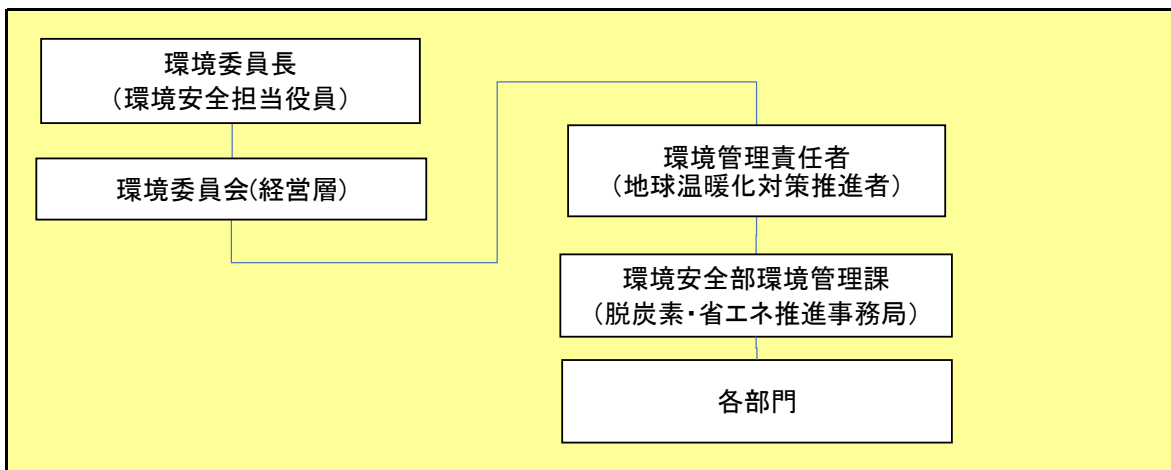 環境委員長
（環境安全担当役員）
環境委員会(経営層)
環境管理責任者
（地球温暖化対策推進者）
環境安全部環境管理課
（脱炭素・省エネ推進事務局）
各部門